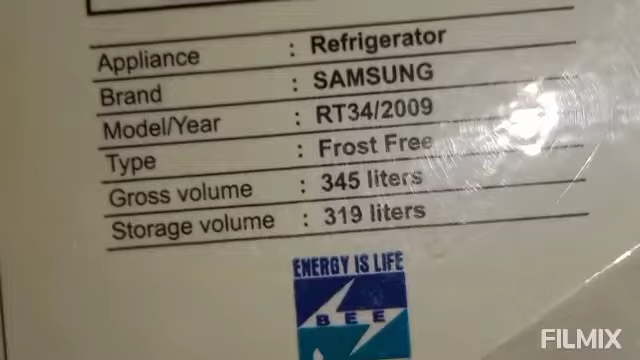 Appliance : Refrigerator
Brand : SAMSUNG
Model/Year : RT34/2009
Type : Frost Free
Gross volume : 345 liters
Storage volume : 319 liters
ENERGY IS LIFE
BEE
FILMIX